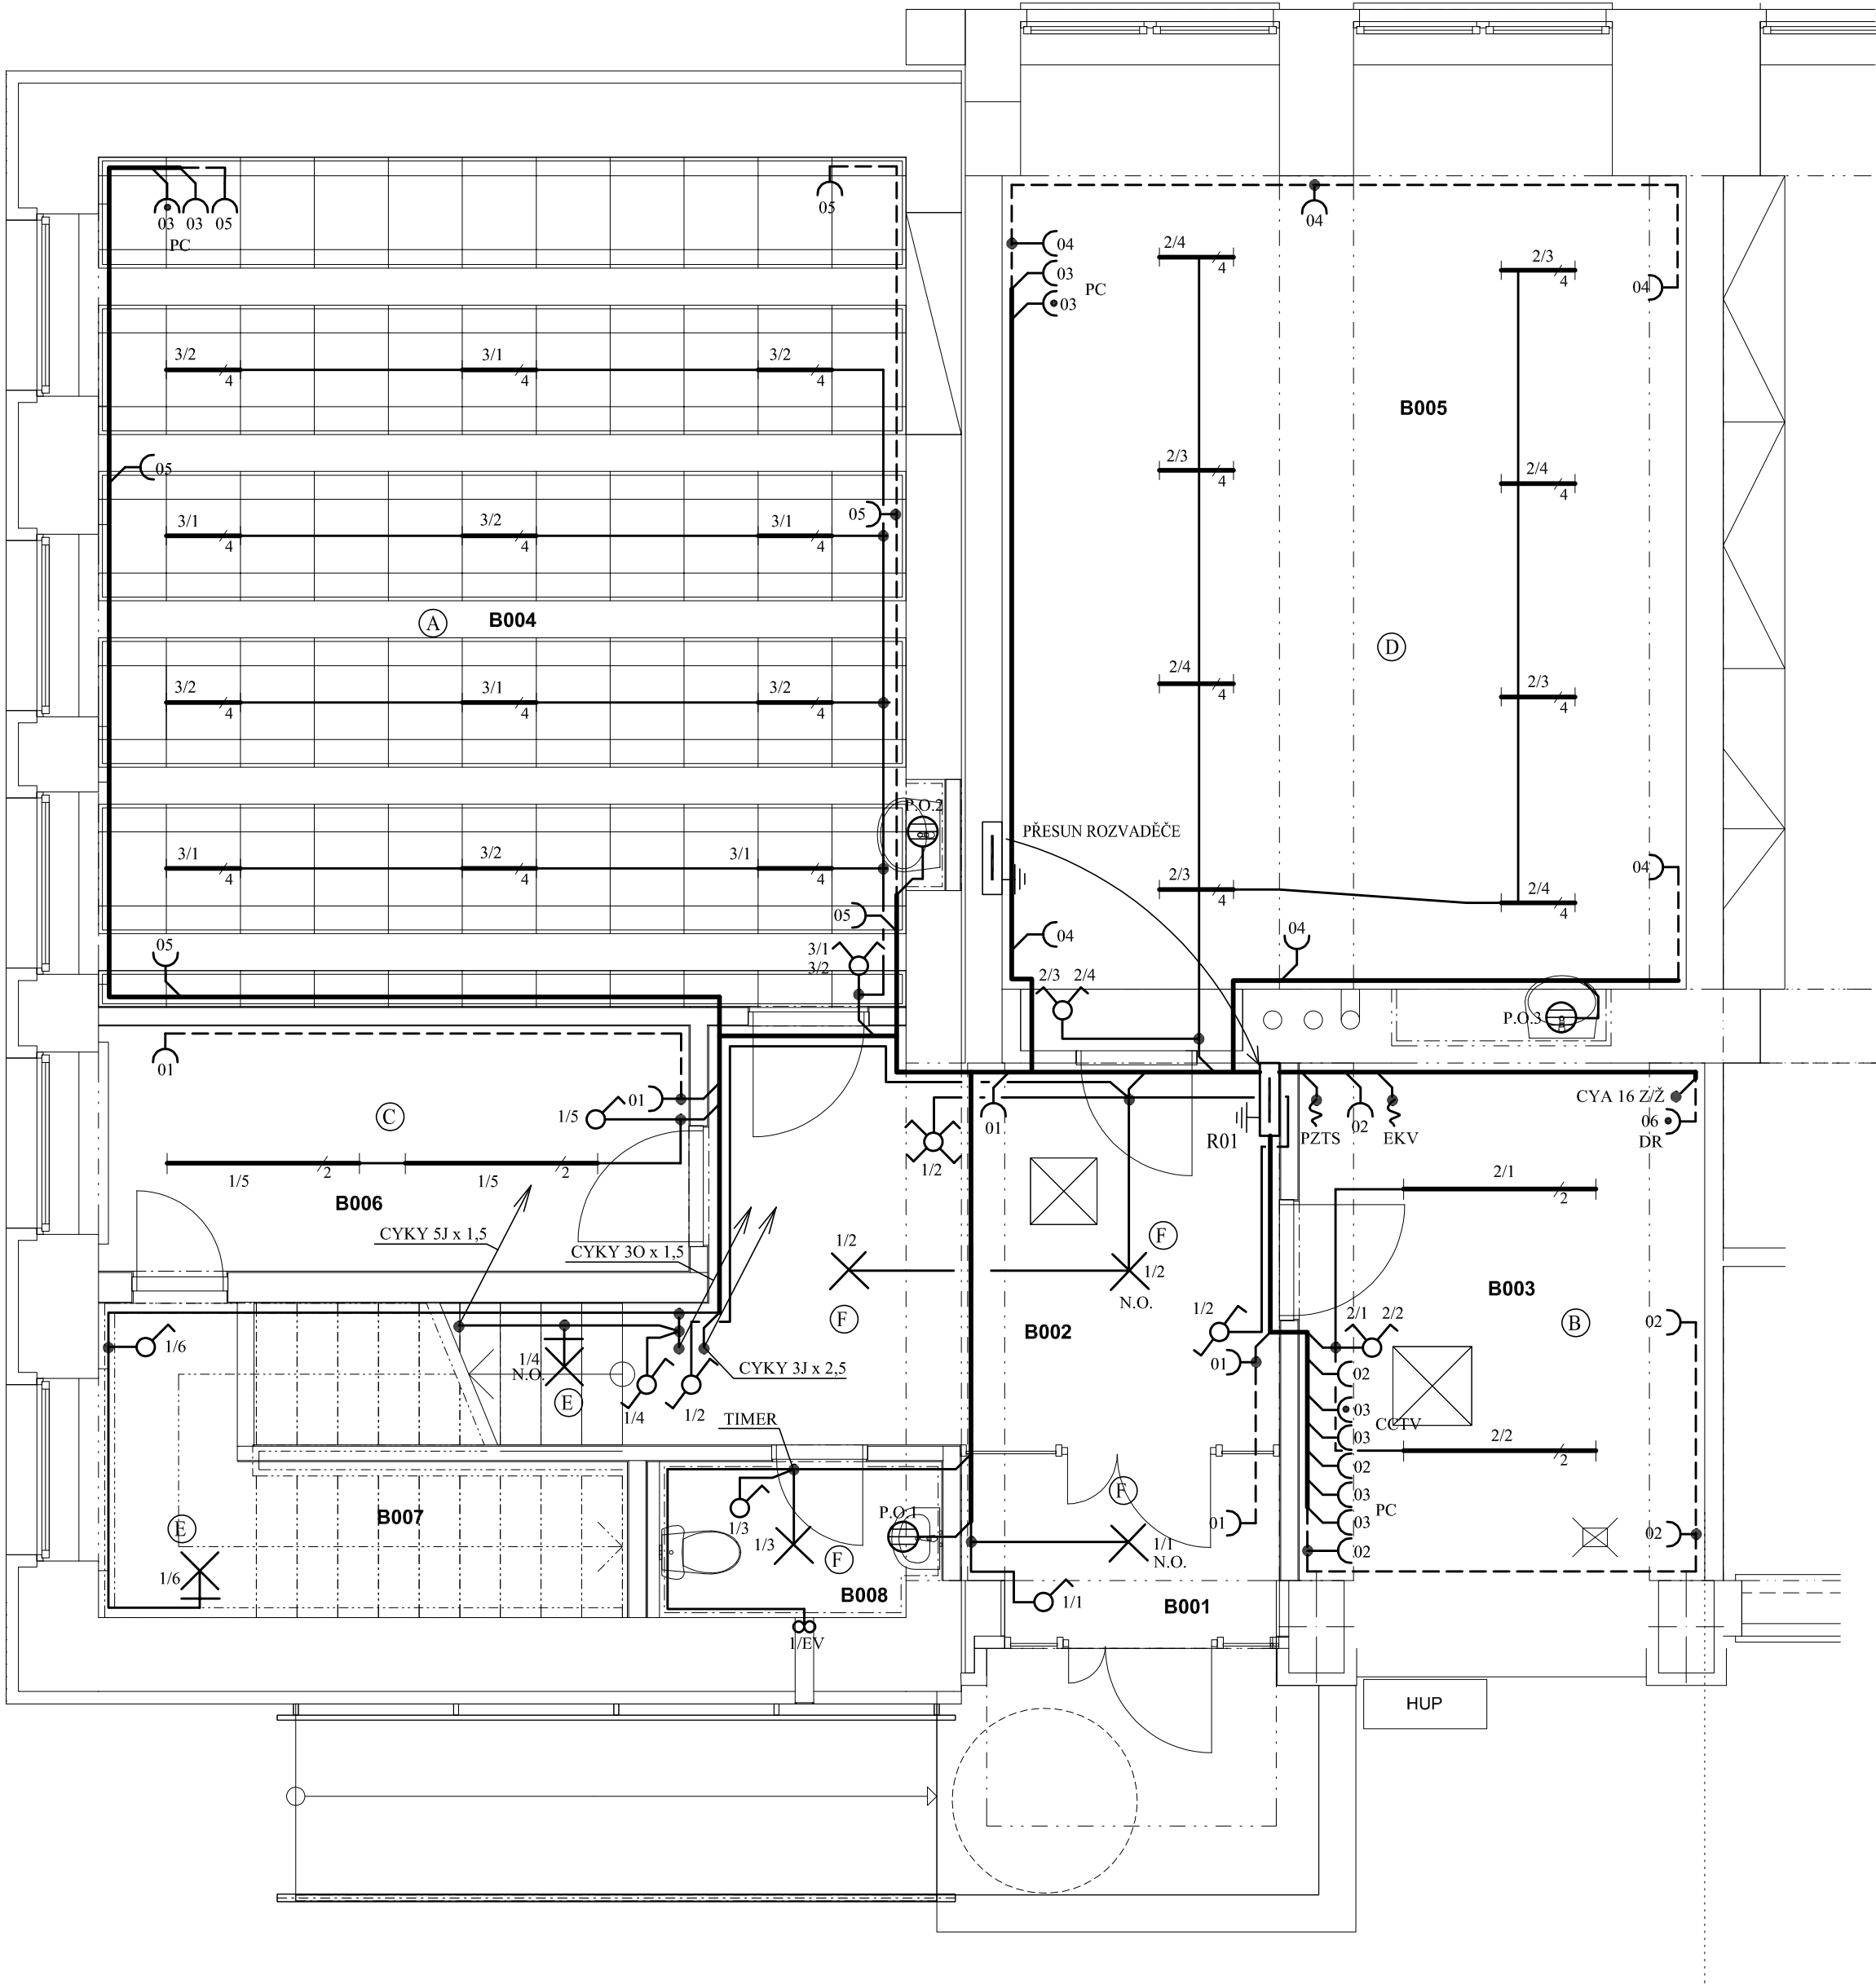 03
03
05
PC
05
04
04
03
PC
03
2/4
4
2/3
4
04
3/2
4
3/1
4
3/2
4
B005
05
2/3
4
2/4
4
3/1
4
3/2
4
3/1
4
05
B004
A
D
3/2
4
3/1
4
3/2
4
2/4
4
2/3
4
P.O.2
PŘESUN ROZVADĚČE
3/1
4
3/2
4
3/1
4
2/3
4
2/4
4
04
05
05
3/1
3/2
04
04
2/3
2/4
P.O.3
01
01
1/5
C
1/5
2
1/5
2
B006
1/2
01
R01
PZTS
02
EKV
CYA 16 Z/Ž
06
DR
2/1
2
CYKY 5J x 1,5
CYKY 3O x 1,5
1/2
1/2
N.O.
F
F
B002
B003
B
1/2
2/1
2/2
02
1/6
1/4
N.O.
E
1/4
1/2
CYKY 3J x 2,5
01
02
03
CCTV
03
TIMER
2/2
2
02
03
PC
03
02
02
F
01
B007
E
1/6
1/3
1/3
F
P.O.1
B008
1/1
N.O.
1/1
B001
1/EV
HUP